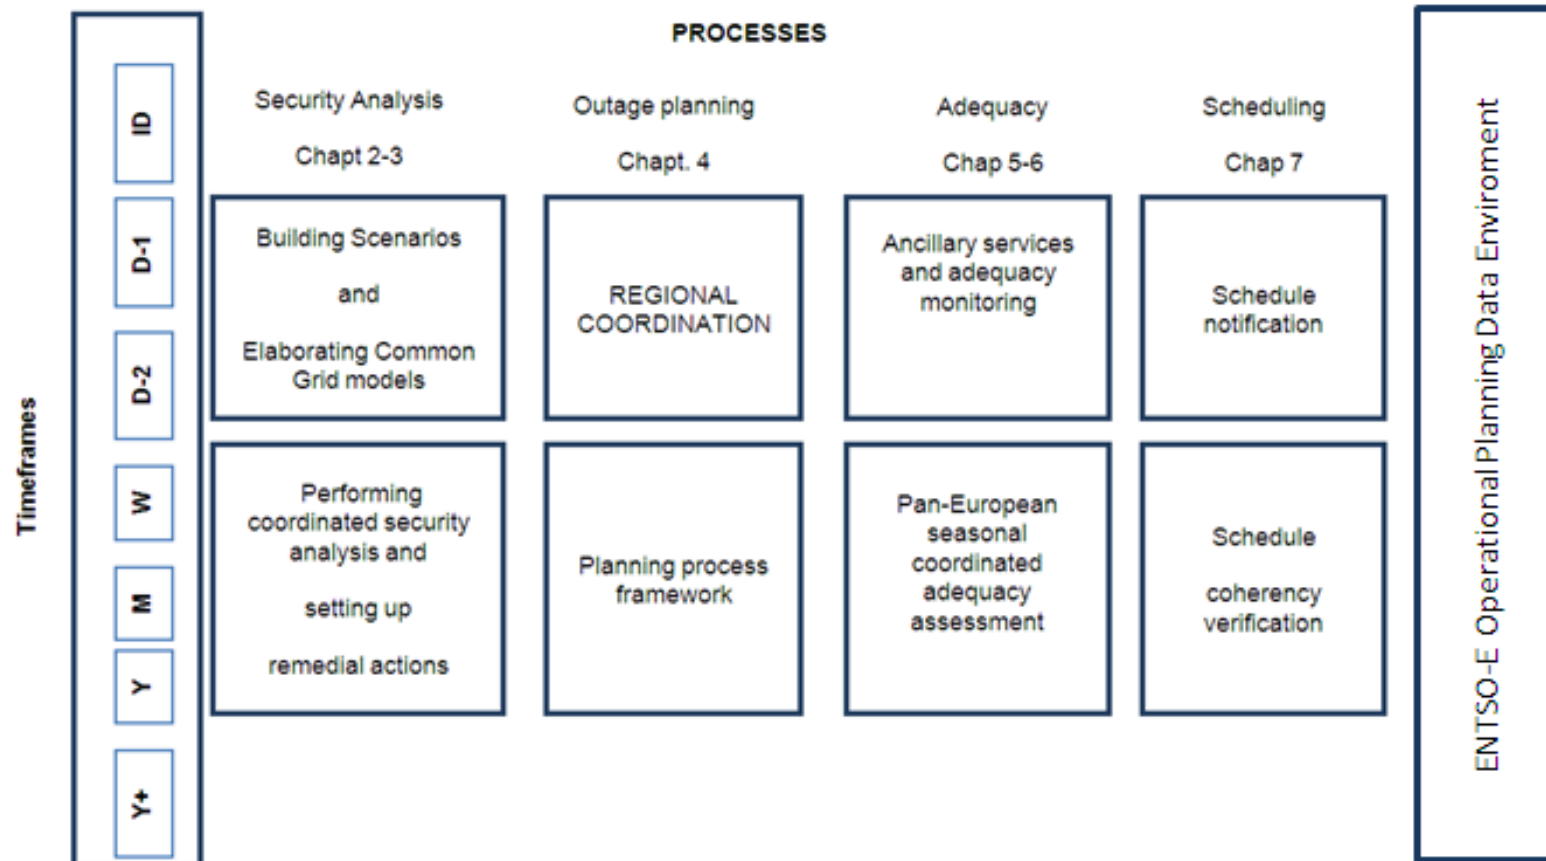 PROCESSES
Timeframes
ID
D-1
D-2
W
M
Y
Y+
Security Analysis
Chapt 2-3
Outage planning
Chapt. 4
Adequacy
Chap 5-6
Scheduling
Chap 7
Building Scenarios
and
Elaborating Common
Grid models
REGIONAL
COORDINATION
Ancillary services
and adequacy
monitoring
Schedule
notification
Performing
coordinated security
analysis and
setting up
remedial actions
Planning process
framework
Pan-European
seasonal
coordinated
adequacy
assessment
Schedule
coherency
verification
ENTSO-E Operational Planning Data Enviroment